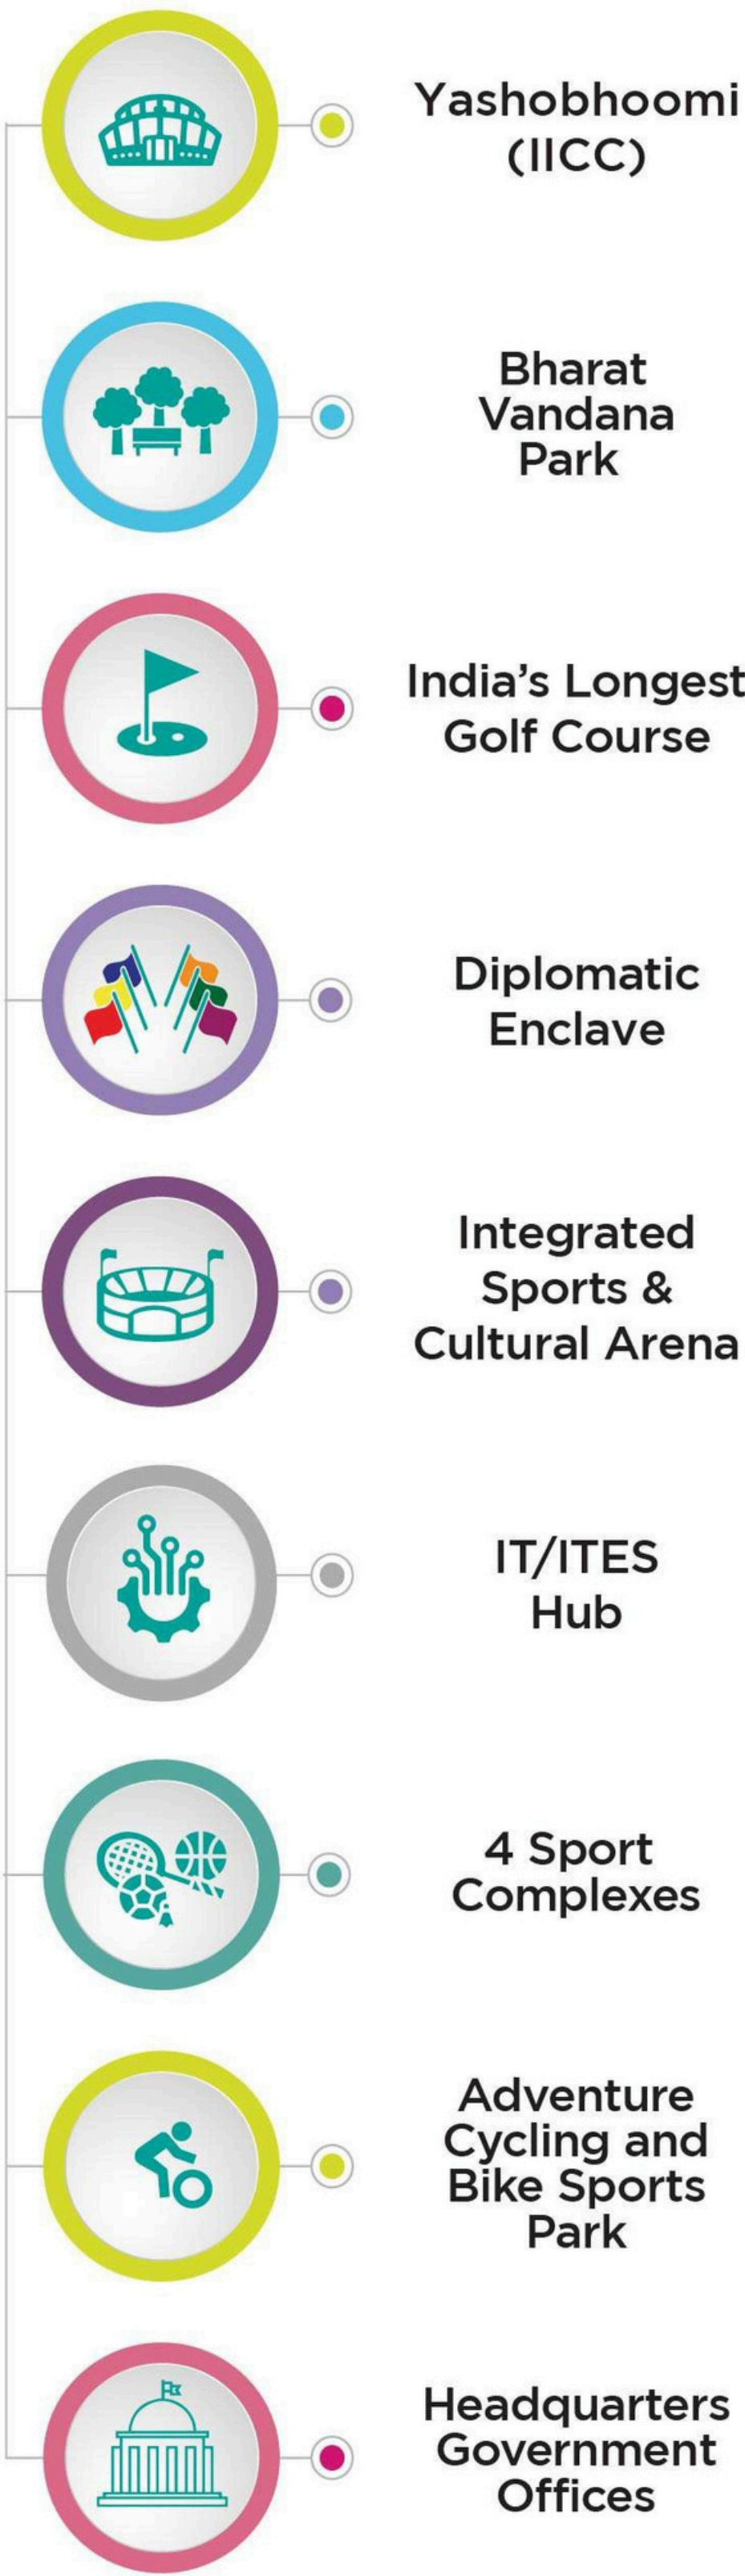 Yashobhoomi
(IICC)
Bharat
Vandana
Park
India’s Longest
Golf Course
Diplomatic
Enclave
Integrated
Sports &
Cultural Arena
IT/ITES
Hub
4 Sport
Complexes
Adventure
Cycling and
Bike Sports
Park
Headquarters
Government
Offices